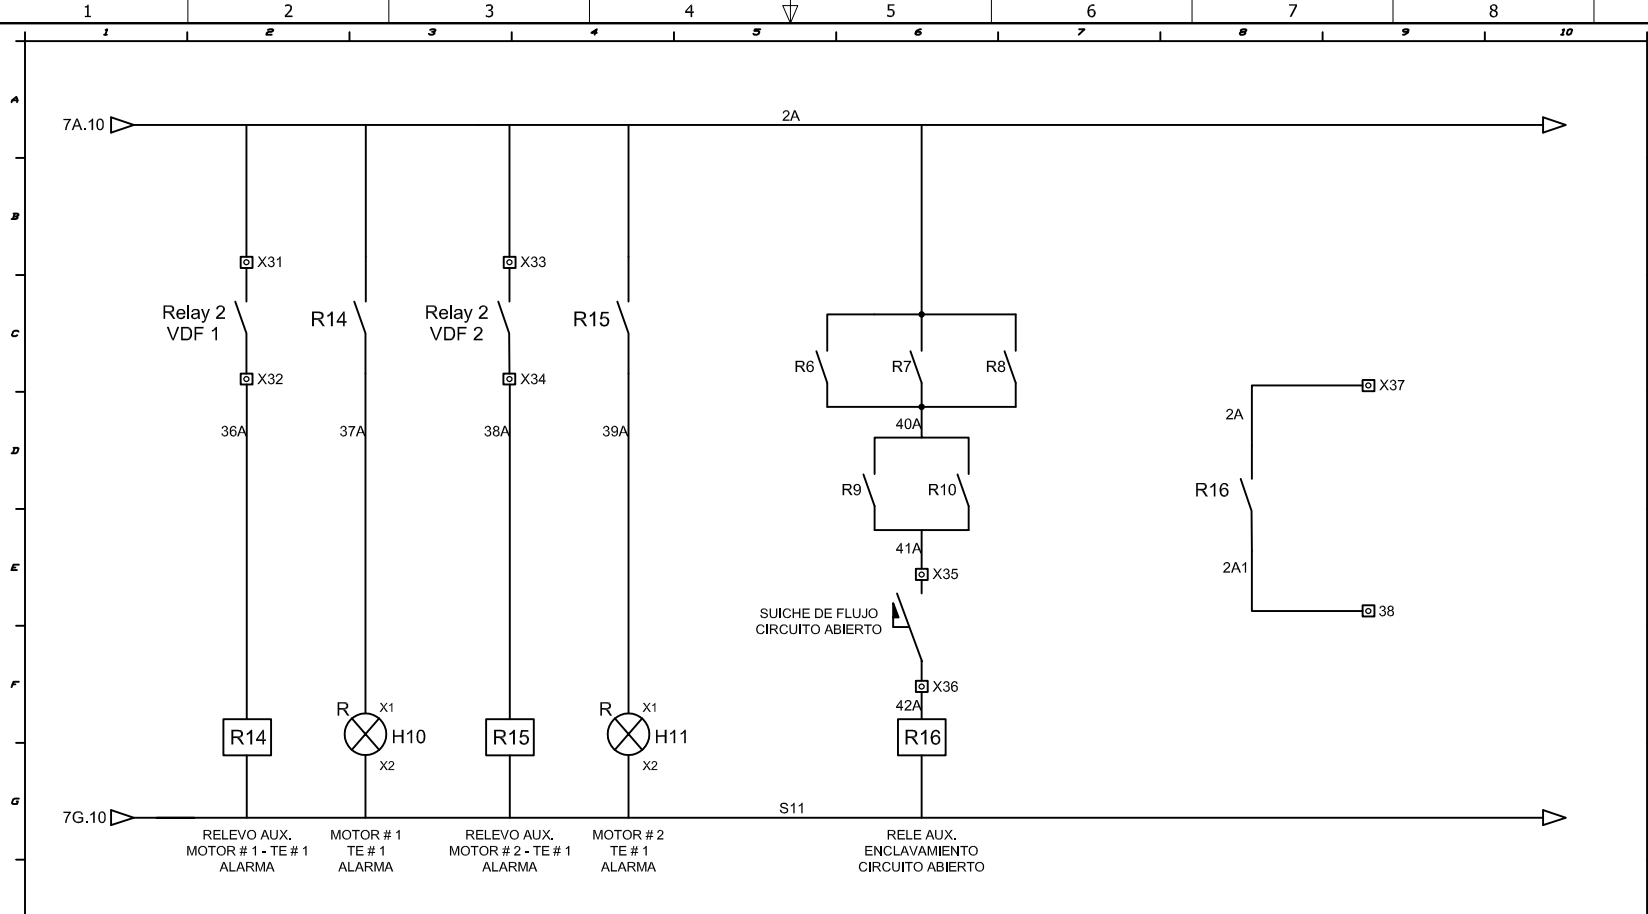 1 2 3 4 5 6 7 8
1 2 3 4 5 6 7 8 9 10
A
7A.10
2A
B
X31
X33
C
Relay 2
VDF 1
R14
Relay 2
VDF 2
R15
R6
R7
R8
X32
X34
X37
36A
37A
38A
39A
40A
2A
D
R9
R10
R16
41A
E
X35
2A1
SUICHE DE FLUJO
CIRCUITO ABIERTO
38
F
X36
42A
R14
R
X1
H10
X2
R15
R
X1
H11
X2
R16
G
7G.10
S11
RELEVO AUX.
MOTOR # 1 - TE # 1
ALARMA
MOTOR # 1
TE # 1
ALARMA
RELEVO AUX.
MOTOR # 2 - TE # 1
ALARMA
MOTOR # 2
TE # 1
ALARMA
RELE AUX.
ENCLAVAMIENTO
CIRCUITO ABIERTO